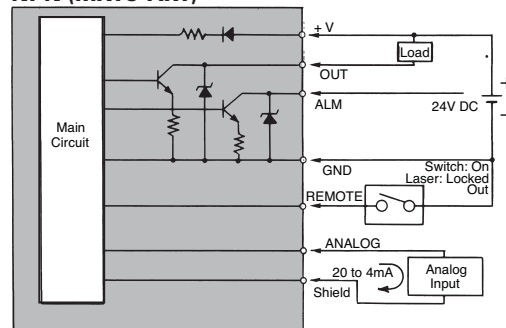 + V
Load
OUT
ALM
24V DC
Main
Circuit
GND
Switch: On
Laser: Locked
Out
REMOTE
ANALOG
20 to 4mA
Analog
Input
Shield